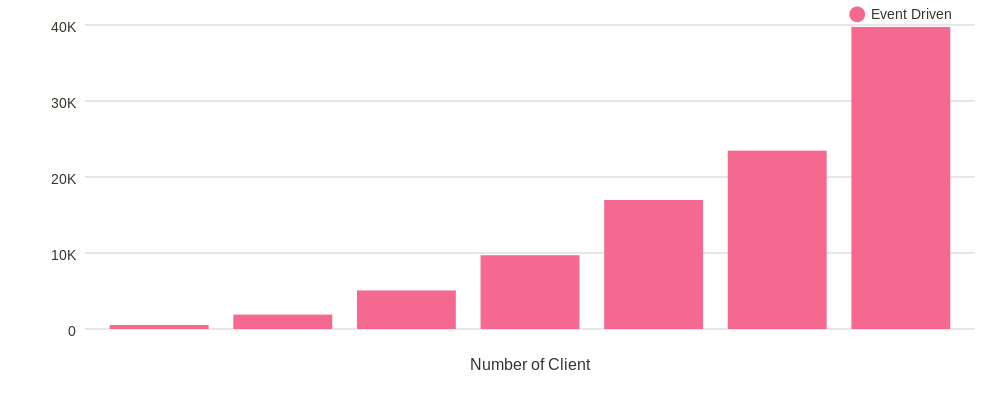 Event Driven
40K
30K
20K
10K
0
Number of Client